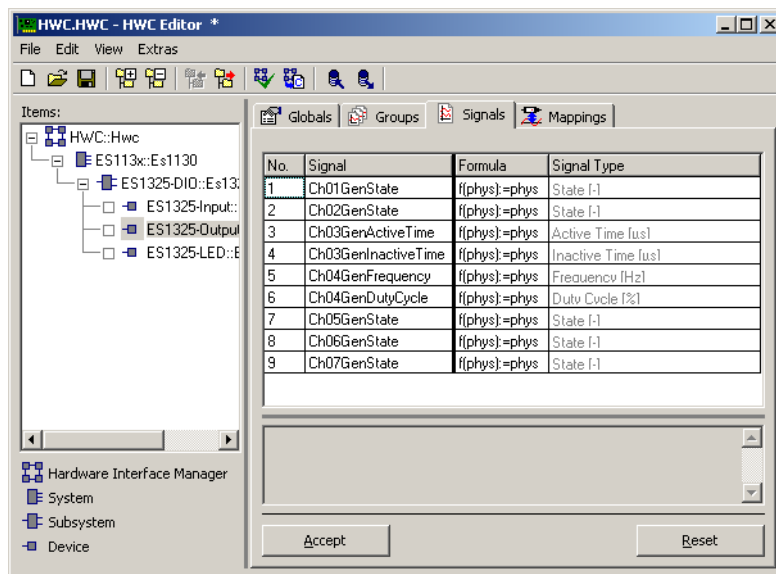 HWC.HWC - HWC Editor *
File Edit View Extras
Items:
HWC::Hwc
ES113x::Es1130
ES1325-DIO::Es13
ES1325-Input::
ES1325-Output
ES1325-LED::E
Hardware Interface Manager
System
Subsystem
Device
Globals Groups Signals Mappings
No. Signal Formula Signal Type
1 Ch01GenState f(phys):=phys State [-]
2 Ch02GenState f(phys):=phys State [-]
3 Ch03GenActiveTime f(phys):=phys Active Time [µs]
4 Ch03GenInactiveTime f(phys):=phys Inactive Time [µs]
5 Ch04GenFrequency f(phys):=phys Frequency [Hz]
6 Ch04GenDutyCycle f(phys):=phys Duty Cycle [%]
7 Ch05GenState f(phys):=phys State [-]
8 Ch06GenState f(phys):=phys State [-]
9 Ch07GenState f(phys):=phys State [-]
Accept Reset